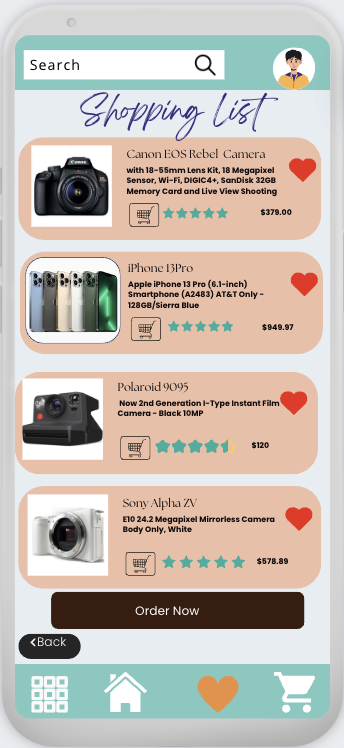 Search
Shopping List
Canon EOS Rebel Camera
with 18-55mm Lens Kit, 18 Megapixel
Sensor, Wi-Fi, DIGIC4+, SanDisk 32GB
Memory Card and Live View Shooting
$379.00
iPhone 13Pro
Apple iPhone 13 Pro (6.1-inch)
Smartphone (A2483) AT&T Only -
128GB/Sierra Blue
$949.97
Polaroid 9095
Now 2nd Generation I-Type Instant Film
Camera - Black 10MP
$120
Sony Alpha ZV
E10 24.2 Megapixel Mirrorless Camera
Body Only, White
$578.89
Order Now
Back